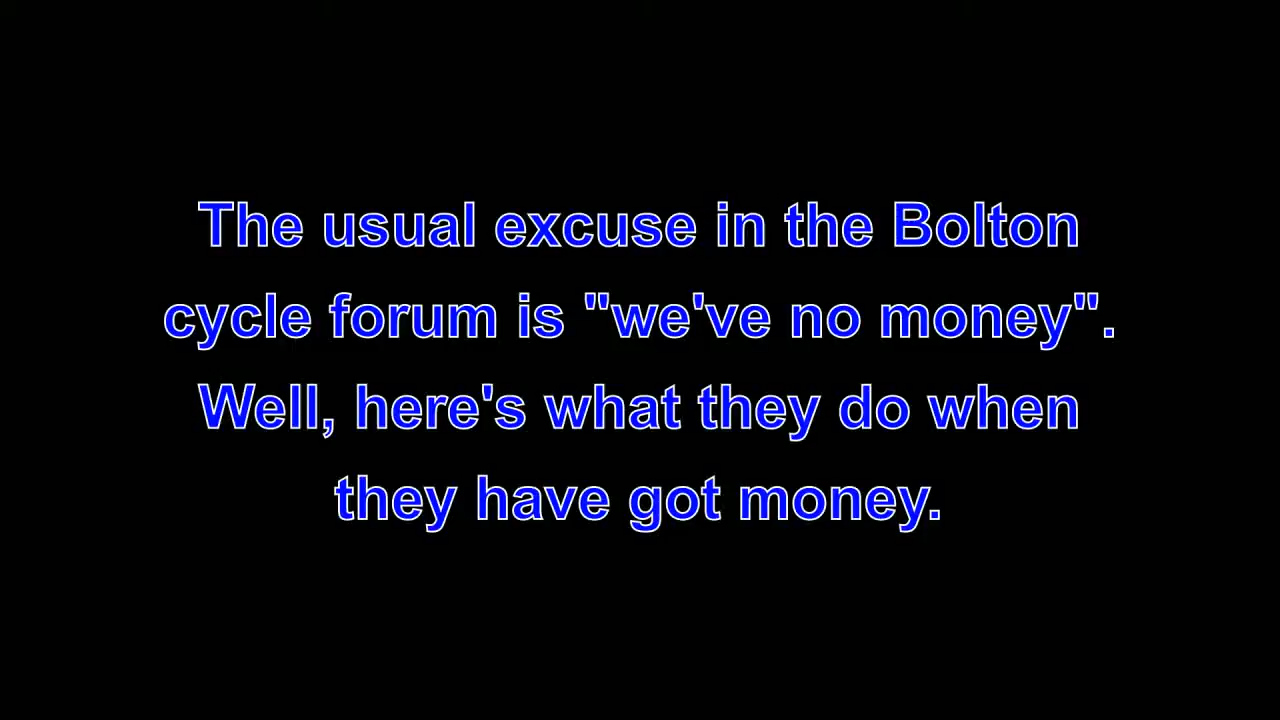 The usual excuse in the Bolton
cycle forum is "we've no money".
Well, here's what they do when
they have got money.